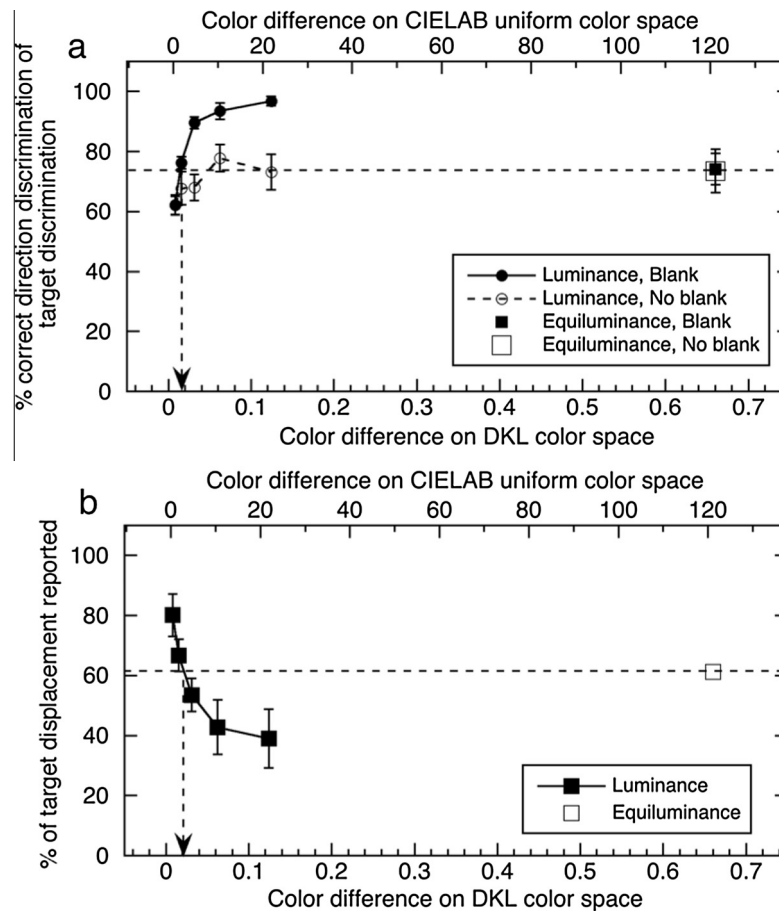 Color difference on CIELAB uniform color space
a
0 20 40 60 80 100 120
% correct direction discrimination of
target discrimination
100
80
60
40
20
0
Luminance, Blank
Luminance, No blank
Equiluminance, Blank
Equiluminance, No blank
0 0.1 0.2 0.3 0.4 0.5 0.6 0.7
Color difference on DKL color space
Color difference on CIELAB uniform color space
b
0 20 40 60 80 100 120
% of target displacement reported
100
80
60
40
20
0
Luminance
Equiluminance
0 0.1 0.2 0.3 0.4 0.5 0.6 0.7
Color difference on DKL color space